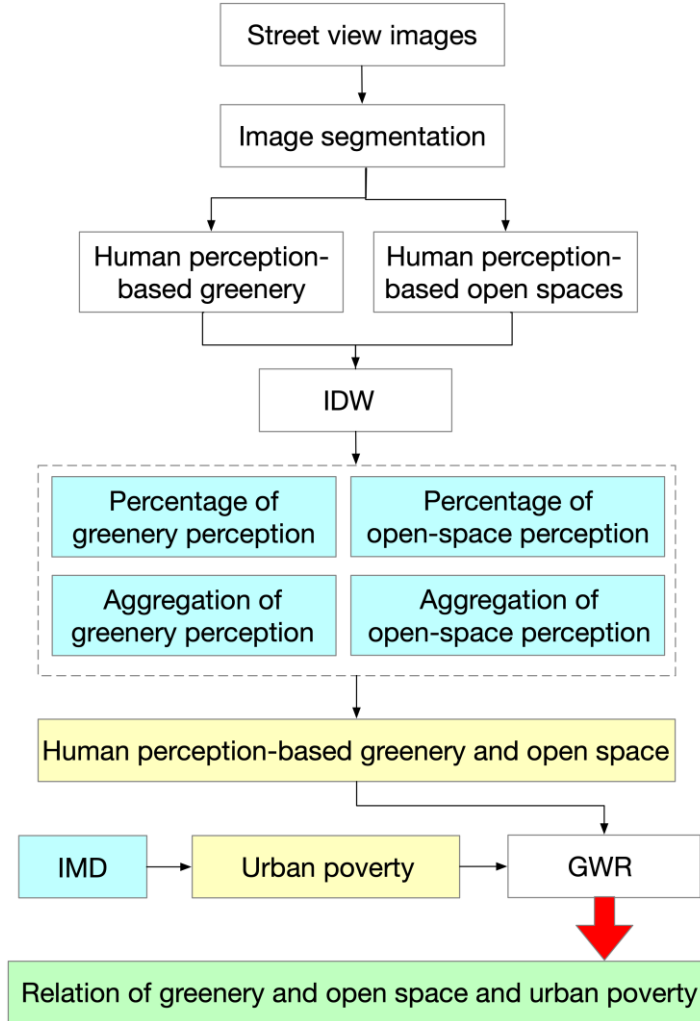 Street view images
Image segmentation
Human perception-
based greenery
Human perception-
based open spaces
IDW
Percentage of
greenery perception
Percentage of
open-space perception
Aggregation of
greenery perception
Aggregation of
open-space perception
Human perception-based greenery and open space
IMD
Urban poverty
GWR
Relation of greenery and open space and urban poverty